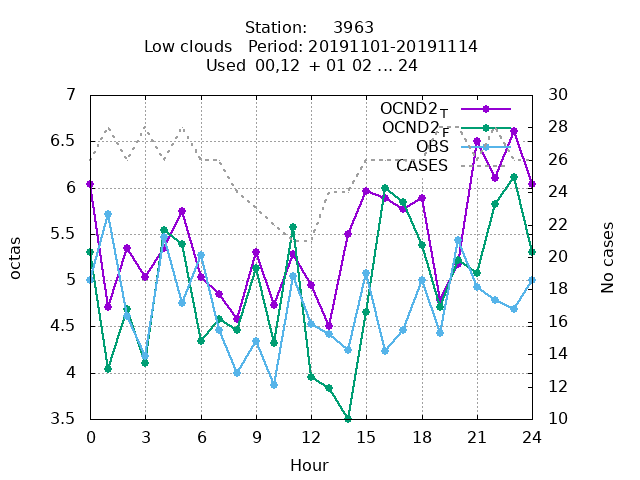 Station: 3963
Low clouds Period: 20191101-20191114
Used 00,12 + 01 02 ... 24
7
6.5
6
5.5
5
4.5
4
3.5
30
28
26
24
22
20
18
16
14
12
10
0 3 6 9 12 15 18 21 24
octas
No cases
Hour
OCND2T
OCND2F
OBS
CASES